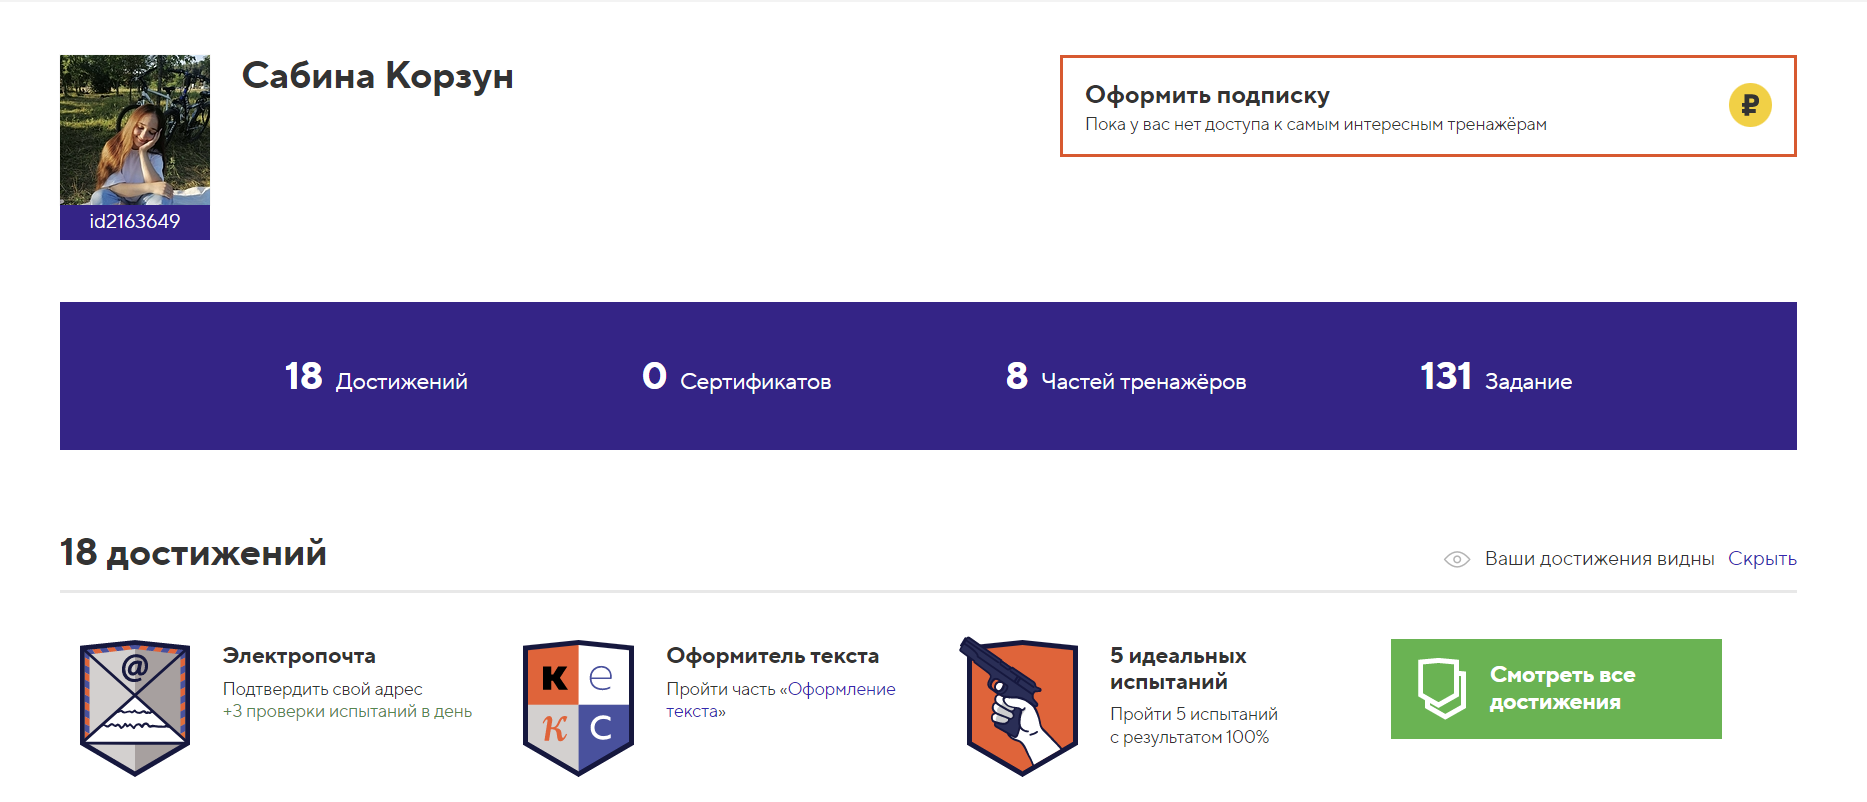 Сабина Корзун
Оформить подписку
Пока у вас нет доступа к самым интересным тренажёрам
₽
id2163649
18 Достижений
0 Сертификатов
8 Частей тренажёров
131 Задание
18 достижений
Ваши достижения видны Скрыть
@
Электропочта
Подтвердить свой адрес
+3 проверки испытаний в день
к е
к с
Оформитель текста
Пройти часть «Оформление
текста»
5 идеальных
испытаний
Пройти 5 испытаний
с результатом 100%
Смотреть все
достижения